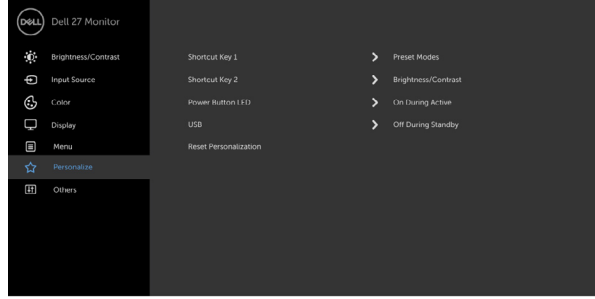 DELL Dell 27 Monitor
Brightness/Contrast Shortcut Key 1 Preset Modes
Input Source Shortcut Key 2 Brightness/Contrast
Color Power Button LED On During Active
Display USB Off During Standby
Menu Reset Personalization
Personalize
Others